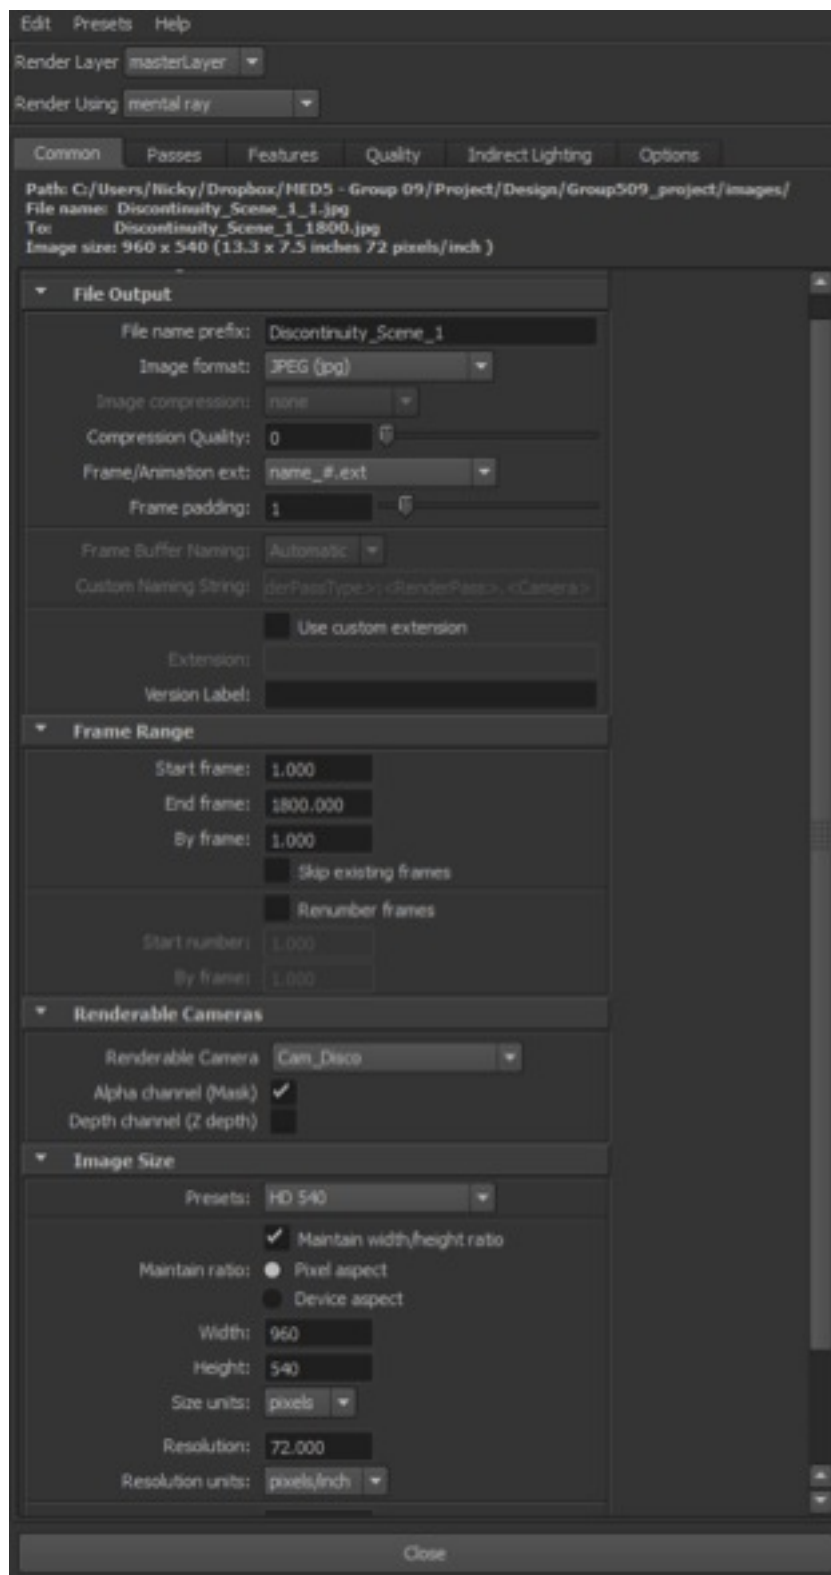 Edit Presets Help
Render Layer masterLayer
Render Using mental ray
Common Passes Features Quality Indirect Lighting Options
Path: C:/Users/Nicky/Dropbox/MED5 - Group 09/Project/Design/Group509_project/images/
File name: Discontinuity_Scene_1_1.jpg
To: Discontinuity_Scene_1_1800.jpg
Image size: 960 x 540 (13.3 x 7.5 inches 72 pixels/inch )
File Output
File name prefix: Discontinuity_Scene_1
Image format: JPEG (jpg)
Image compression: none
Compression Quality: 0
Frame/Animation ext: name_#.ext
Frame padding: 1
Frame Buffer Naming: Automatic
Custom Naming String: derPassType>:<RenderPass>.<Camera>
Use custom extension
Extension:
Version Label:
Frame Range
Start frame: 1.000
End frame: 1800.000
By frame: 1.000
Skip existing frames
Renumber frames
Start number: 1.000
By frame: 1.000
Renderable Cameras
Renderable Camera Cam_Disco
Alpha channel (Mask)
Depth channel (Z depth)
Image Size
Presets: HD 540
Maintain width/height ratio
Maintain ratio: Pixel aspect
Device aspect
Width: 960
Height: 540
Size units: pixels
Resolution: 72.000
Resolution units: pixels/inch
Close